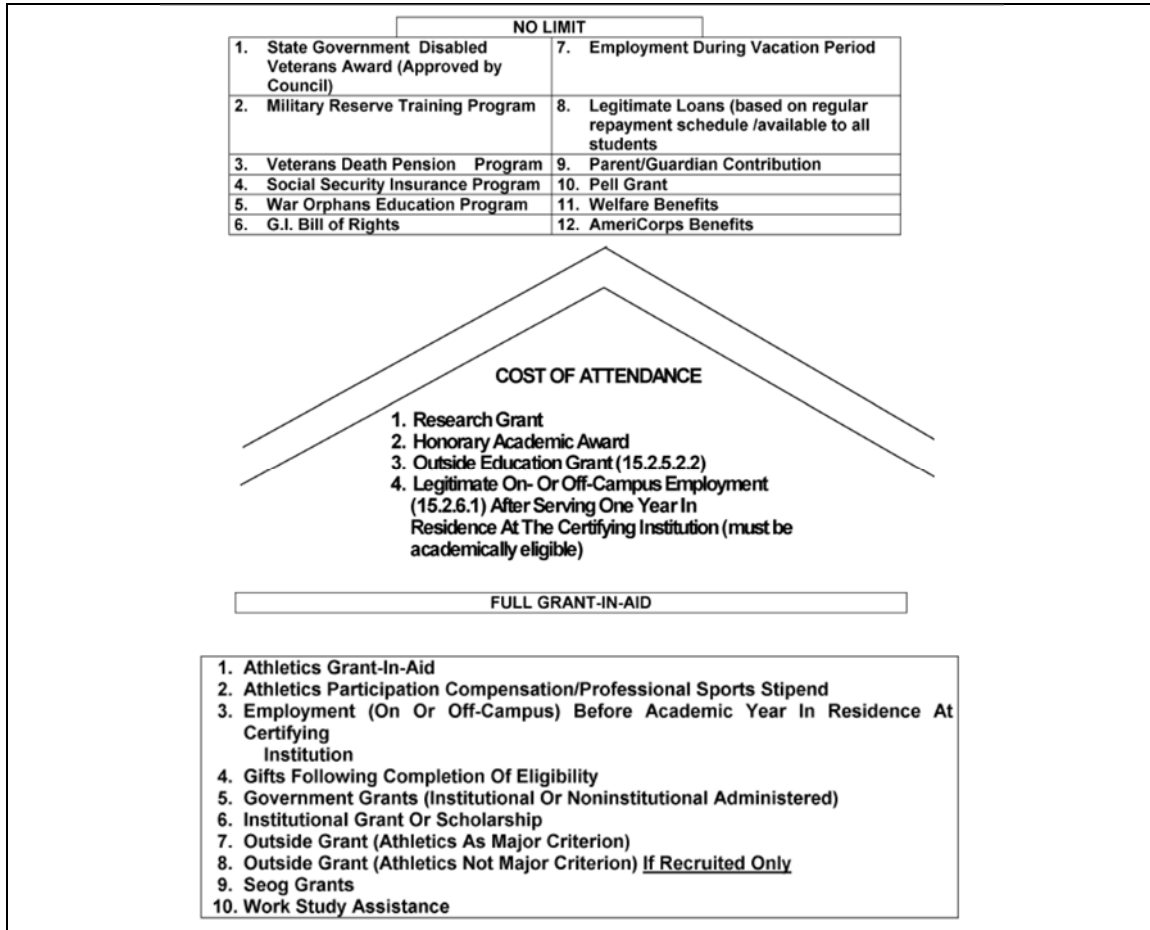 NO LIMIT
1. State Government Disabled
Veterans Award (Approved by
Council)
2. Military Reserve Training Program
3. Veterans Death Pension Program
4. Social Security Insurance Program
5. War Orphans Education Program
6. G.I. Bill of Rights
7. Employment During Vacation Period
8. Legitimate Loans (based on regular
repayment schedule /available to all
students
9. Parent/Guardian Contribution
10. Pell Grant
11. Welfare Benefits
12. AmeriCorps Benefits
COST OF ATTENDANCE
1. Research Grant
2. Honorary Academic Award
3. Outside Education Grant (15.2.5.2.2)
4. Legitimate On- Or Off-Campus Employment
(15.2.6.1) After Serving One Year In
Residence At The Certifying Institution (must be
academically eligible)
FULL GRANT-IN-AID
1. Athletics Grant-In-Aid
2. Athletics Participation Compensation/Professional Sports Stipend
3. Employment (On Or Off-Campus) Before Academic Year In Residence At
Certifying
Institution
4. Gifts Following Completion Of Eligibility
5. Government Grants (Institutional Or Noninstitutional Administered)
6. Institutional Grant Or Scholarship
7. Outside Grant (Athletics As Major Criterion)
8. Outside Grant (Athletics Not Major Criterion) If Recruited Only
9. Seog Grants
10. Work Study Assistance